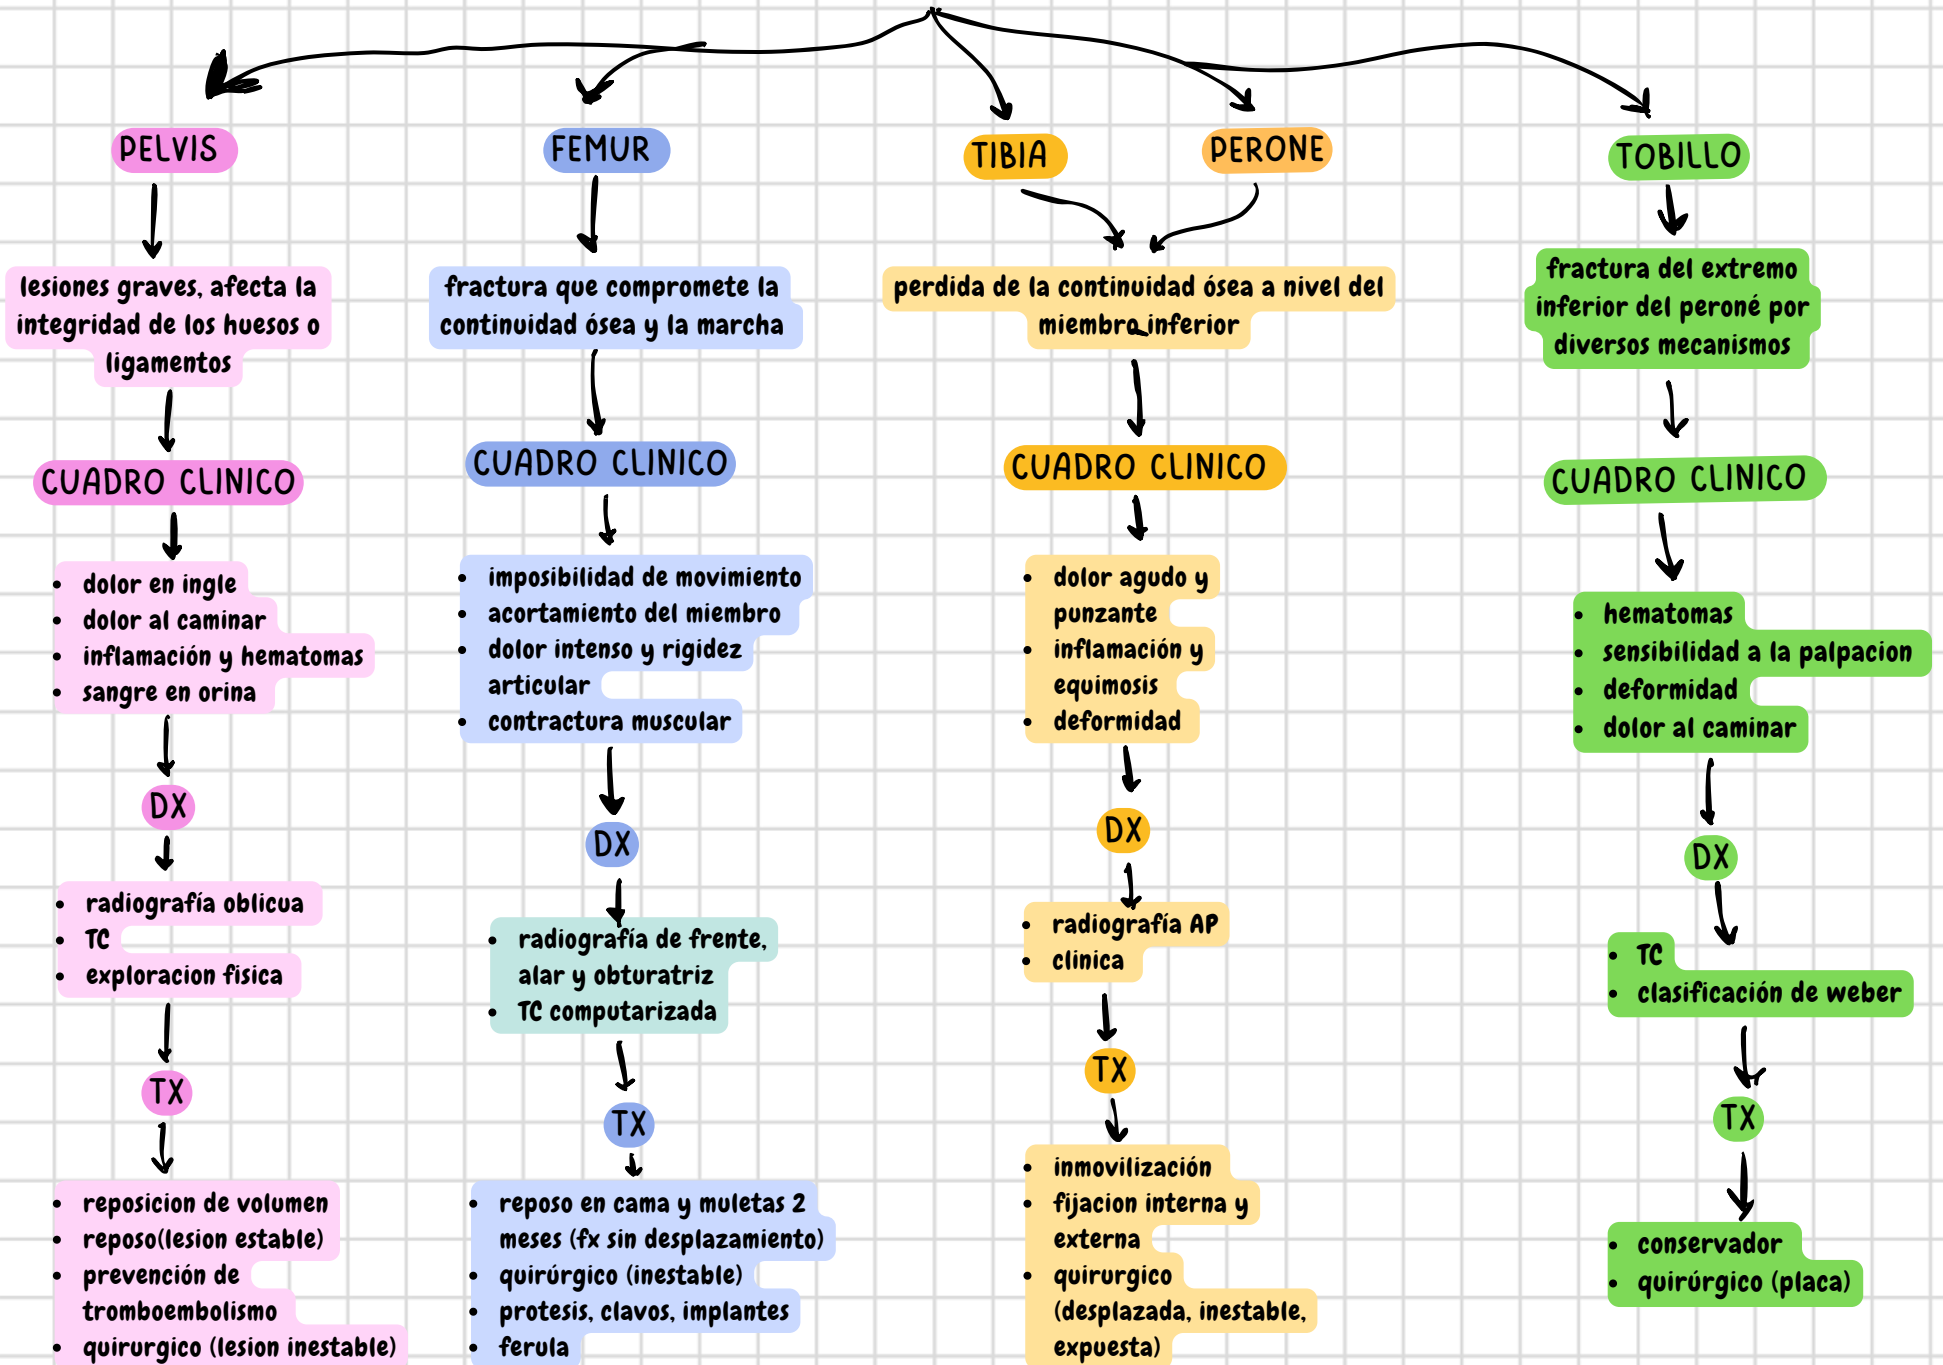 PELVIS
lesiones graves, afecta la
integridad de los huesos o
ligamentos
CUADRO CLINICO
• dolor en ingle
• dolor al caminar
• inflamación y hematomas
• sangre en orina
DX
• radiografía oblicua
• TC
• exploracion fisica
TX
• reposicion de volumen
• reposo(lesion estable)
• prevención de
tromboembolismo
• quirurgico (lesion inestable)
FEMUR
fractura que compromete la
continuidad ósea y la marcha
CUADRO CLINICO
• imposibilidad de movimiento
• acortamiento del miembro
• dolor intenso y rigidez
articular
• contractura muscular
DX
• radiografía de frente,
alar y obturatriz
• TC computarizada
TX
• reposo en cama y muletas 2
meses (fx sin desplazamiento)
• quirúrgico (inestable)
• protesis, clavos, implantes
• ferula
TIBIA
PERONE
perdida de la continuidad ósea a nivel del
miembro inferior
CUADRO CLINICO
• dolor agudo y
punzante
• inflamación y
equimosis
• deformidad
DX
• radiografía AP
• clinica
TX
• inmovilización
• fijacion interna y
externa
• quirurgico
(desplazada, inestable,
expuesta)
TOBILLO
fractura del extremo
inferior del peroné por
diversos mecanismos
CUADRO CLINICO
• hematomas
• sensibilidad a la palpacion
• deformidad
• dolor al caminar
DX
• TC
• clasificación de weber
TX
• conservador
• quirúrgico (placa)